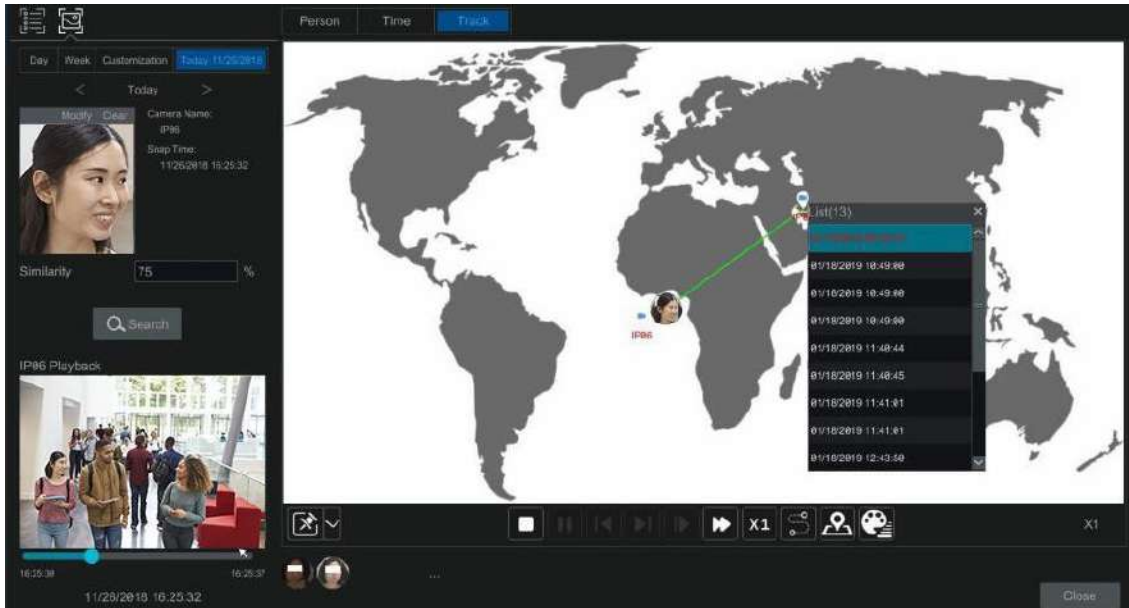 Person Time Track
Day Week Customization Today 11/26/2018
< Today >
Modify Clear
Camera Name:
IP06
Snap Time:
11/26/2018 16:25:32
Similarity 75 %
Search
IP06 Playback
16:25:30 16:25:37
11/26/2018 16:25:32
IP06
List(13)
01/18/2019 10:49:00
01/18/2019 10:49:00
01/18/2019 10:49:00
01/18/2019 11:40:44
01/18/2019 11:40:45
01/18/2019 11:41:01
01/18/2019 11:41:01
01/18/2019 12:43:50
X1
X1
...
Close